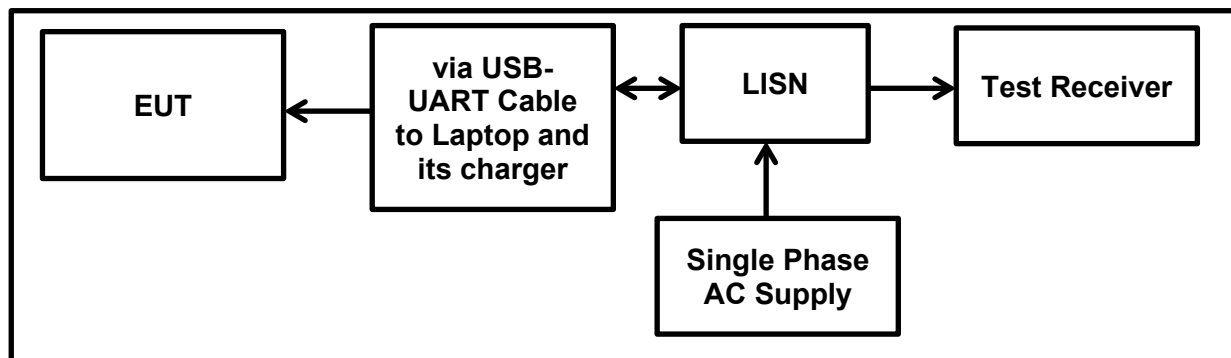 EUT
via USB-
UART Cable
to Laptop and
its charger
LISN
Test Receiver
Single Phase
AC Supply